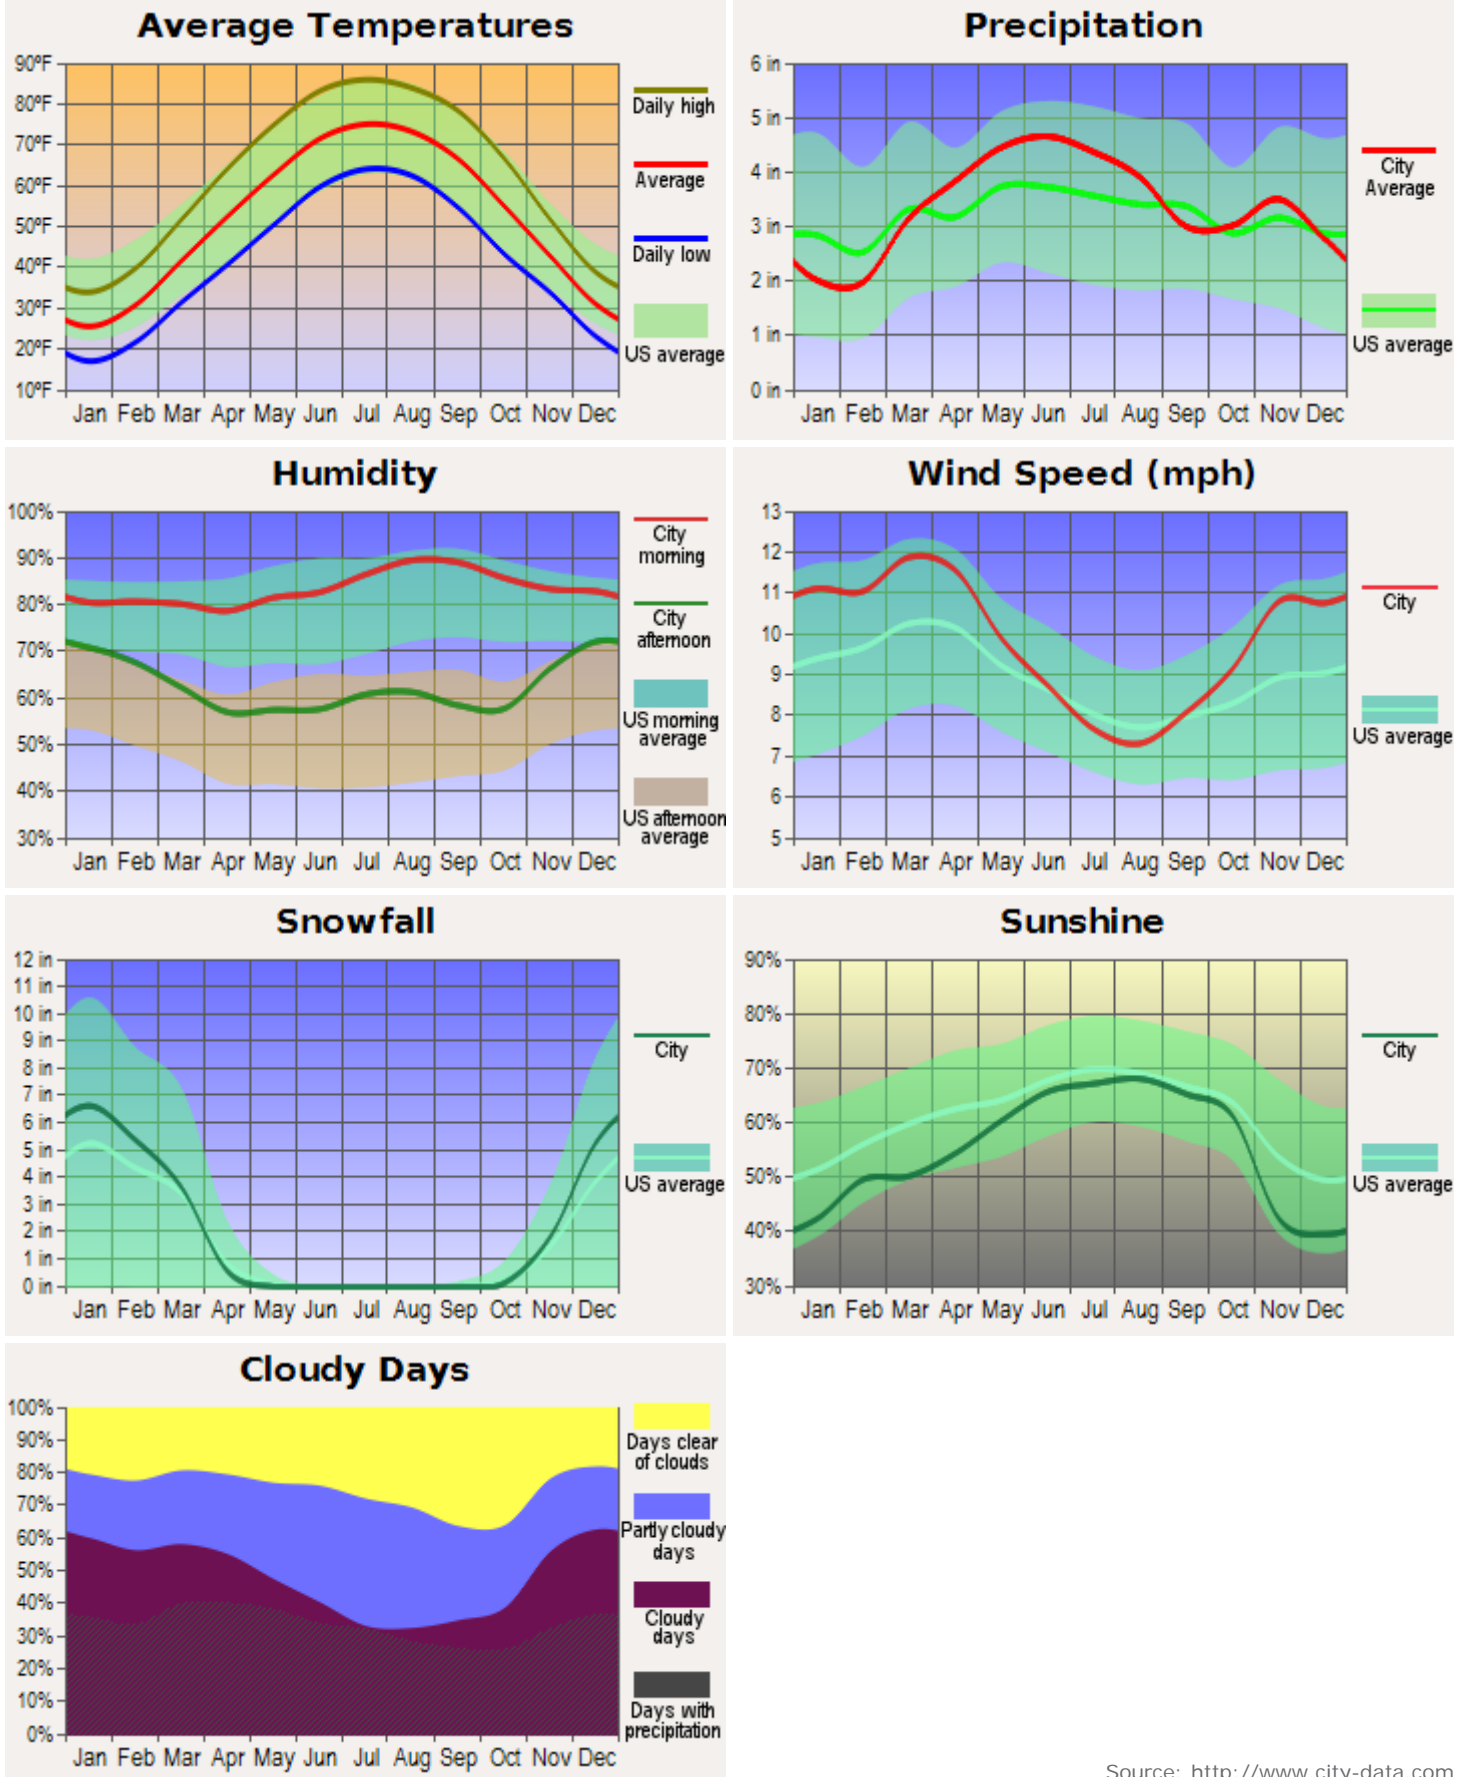 Average Temperatures
90ºF
80ºF
70ºF
60ºF
50ºF
40ºF
30ºF
20ºF
10ºF
Jan Feb Mar Apr May Jun Jul Aug Sep Oct Nov Dec
Daily high
Average
Daily low
US average
Precipitation
6 in
5 in
4 in
3 in
2 in
1 in
0 in
Jan Feb Mar Apr May Jun Jul Aug Sep Oct Nov Dec
City
Average
US average
Humidity
100%
90%
80%
70%
60%
50%
40%
30%
Jan Feb Mar Apr May Jun Jul Aug Sep Oct Nov Dec
City
morning
City
afternoon
US morning
average
US afternoon
average
Wind Speed (mph)
13
12
11
10
9
8
7
6
5
Jan Feb Mar Apr May Jun Jul Aug Sep Oct Nov Dec
City
US average
Snowfall
12 in
11 in
10 in
9 in
8 in
7 in
6 in
5 in
4 in
3 in
2 in
1 in
0 in
Jan Feb Mar Apr May Jun Jul Aug Sep Oct Nov Dec
City
US average
Sunshine
90%
80%
70%
60%
50%
40%
30%
Jan Feb Mar Apr May Jun Jul Aug Sep Oct Nov Dec
City
US average
Cloudy Days
100%
90%
80%
70%
60%
50%
40%
30%
20%
10%
0%
Jan Feb Mar Apr May Jun Jul Aug Sep Oct Nov Dec
Days clear
of clouds
Partly cloudy
days
Cloudy
days
Days with
precipitation
Source: http://www.city-data.com